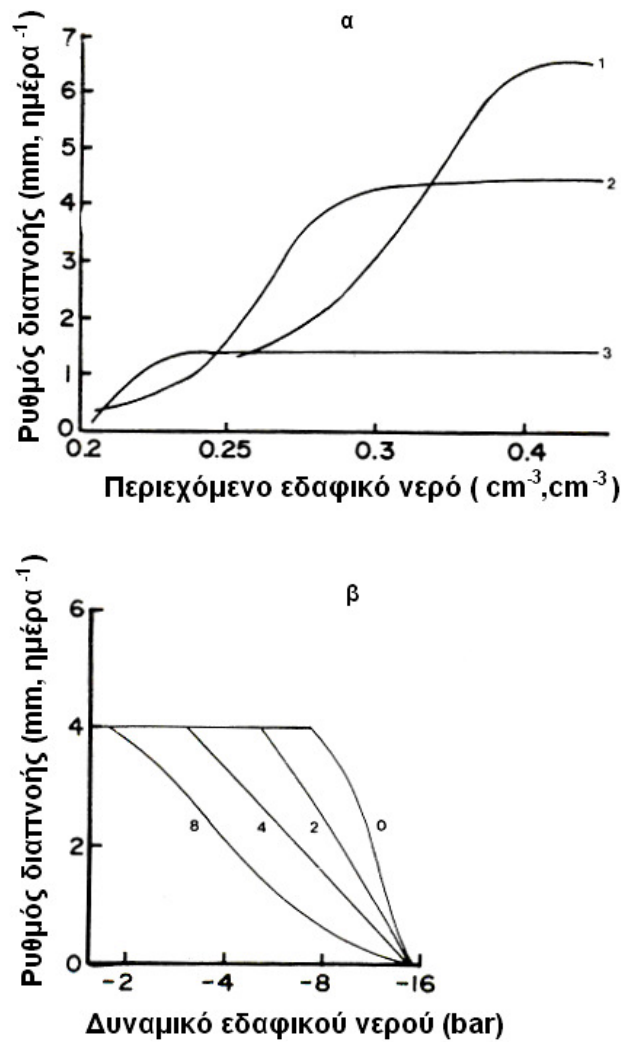 α
Ρυθμός διαπνοής (mm, ημέρα -1)
7
6
5
4
3
2
1
0
1
2
3
0.2 0.25 0.3 0.4
Περιεχόμενο εδαφικό νερό ( cm-3,cm-3 )
β
Ρυθμός διαπνοής (mm, ημέρα -1)
6
4
2
0
8 4 2 0
-2 -4 -8 -16
Δυναμικό εδαφικού νερού (bar)